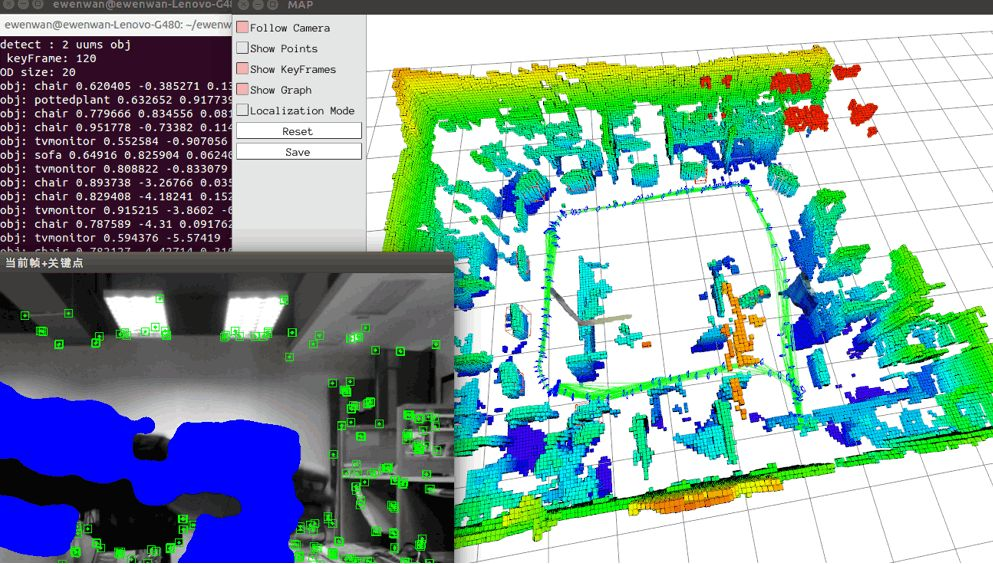 ewenwan@ewenwan-Lenovo-G48
ewenwan@ewenwan-Lenovo-G480: ~/ewenw
detect : 2 uums obj
keyFrame: 120
OD size: 20
obj: chair 0.620405 -0.385271 0.13
obj: pottedplant 0.632652 0.917739
obj: chair 0.779666 0.834556 0.081
obj: chair 0.951778 -0.73382 0.114
obj: tvmonitor 0.552584 -0.907056
obj: sofa 0.64916 0.825904 0.06240
obj: tvmonitor 0.808822 -0.833079
obj: chair 0.893738 -3.26766 0.035
obj: chair 0.829408 -4.18241 0.152
obj: tvmonitor 0.915215 -3.8602 -6
obj: chair 0.787589 -4.31 0.091762
obj: tvmonitor 0.594376 -5.57419 -
MAP
Follow Camera
Show Points
Show KeyFrames
Show Graph
Localization Mode
Reset
Save
当前帧+关键点